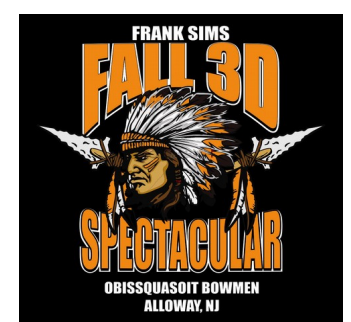 FRANK SIMS
FALL 3D
SPECTACULAR
OBISSQUASOIT BOWMEN
ALLOWAY, NJ